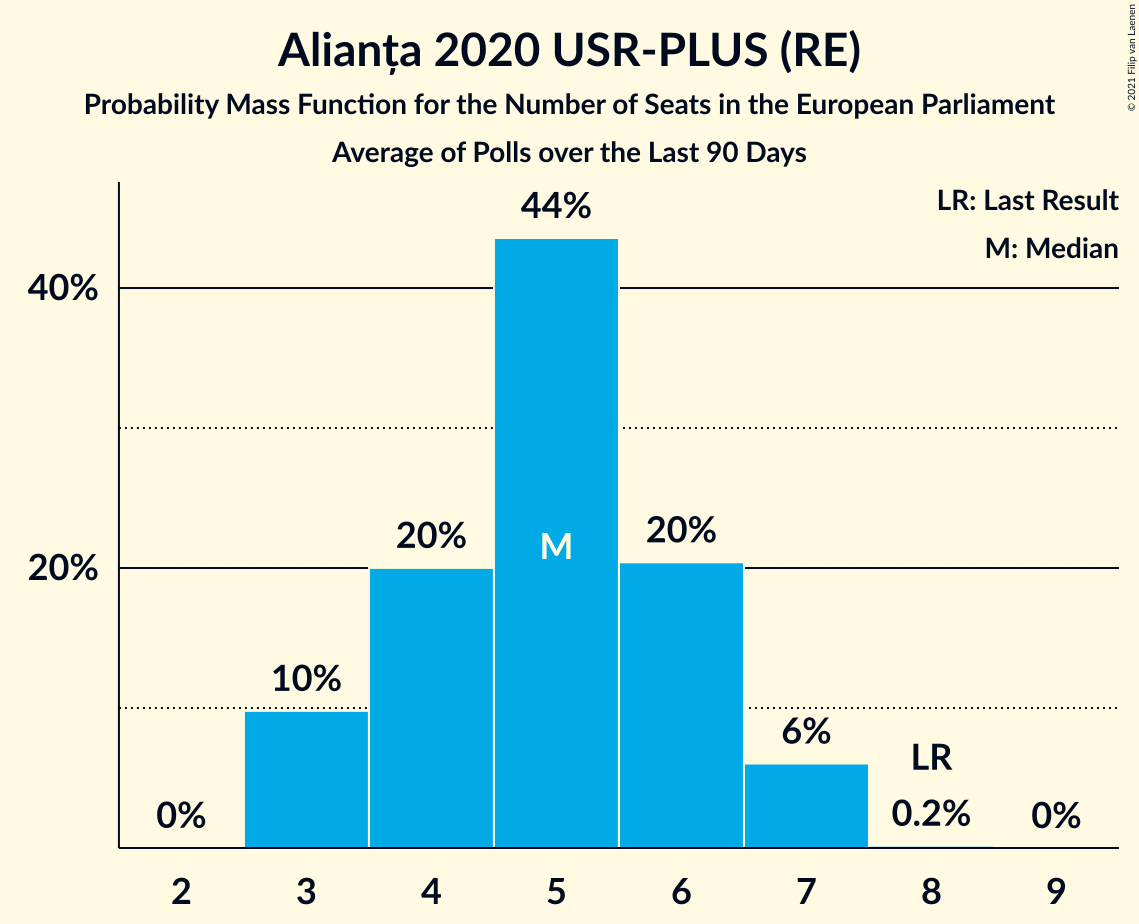 Alianța 2020 USR-PLUS (RE)
Probability Mass Function for the Number of Seats in the European Parliament
Average of Polls over the Last 90 Days
© 2021 Filip van Laenen
LR: Last Result
M: Median
44%
40%
20%
M
20%
20%
10%
6%
LR
0%
0.2%
0%
2 3 4 5 6 7 8 9